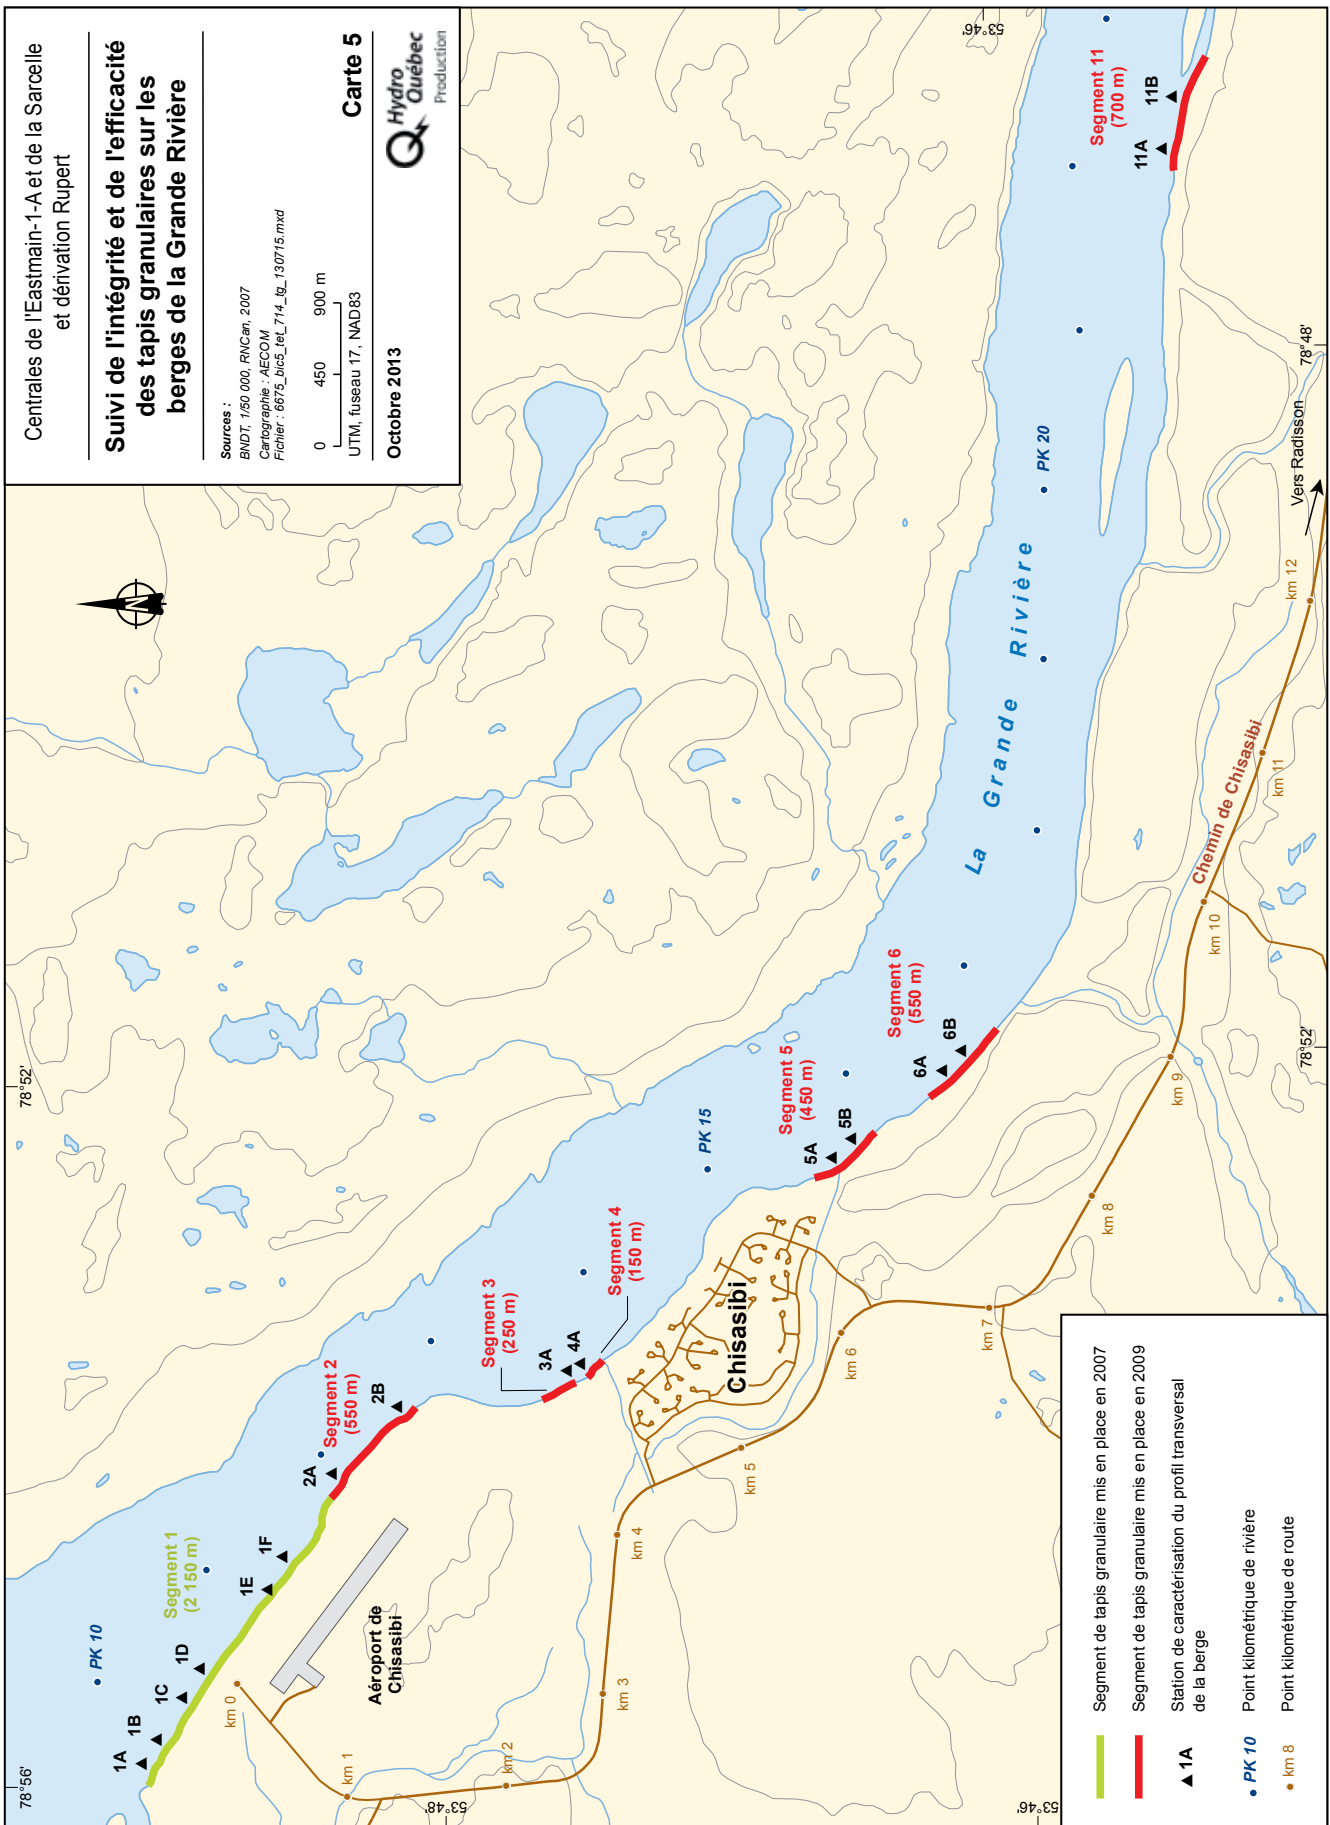 Centrales de l'Eastmain-1-A et de la Sarcelle
et dérivation Rupert
Suivi de l'intégrité et de l'efficacité
des tapis granulaires sur les
berges de la Grande Rivière
Sources :
BNDT, 1/50 000, RNCan, 2007
Cartographie : AECOM
Fichier : 6675_bic5_tet_714_tg_130715.mxd
0 450 900 m
UTM, fuseau 17, NAD83
Octobre 2013
Carte 5
Hydro
Québec
Production
N
78°56'
78°52'
53°48'
53°46'
78°52'
78°48'
53°46'
PK 10
1A
1B
1C
1D
1E
1F
Segment 1
(2 150 m)
2A
2B
Segment 2
(550 m)
Segment 3
(250 m)
3A
4A
Segment 4
(150 m)
PK 15
Segment 5
(450 m)
5A
5B
Segment 6
(550 m)
6A
6B
La Grande Rivière
PK 20
Segment 11
(700 m)
11A
11B
Aéroport de
Chisasibi
Chisasibi
km 0
km 1
km 2
km 3
km 4
km 5
km 6
km 7
km 8
km 9
km 10
km 11
km 12
Chemin de Chisasibi
Vers Radisson
Segment de tapis granulaire mis en place en 2007
Segment de tapis granulaire mis en place en 2009
1A Station de caractérisation du profil transversal
de la berge
PK 10 Point kilométrique de rivière
km 8 Point kilométrique de route